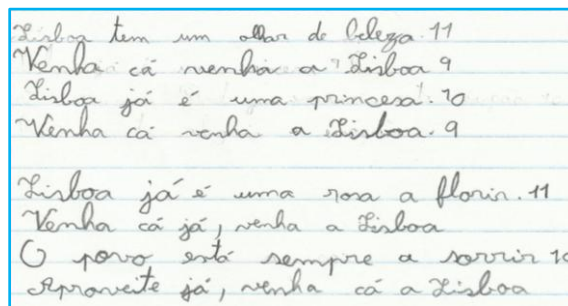 Lisboa tem um olhar de beleza. 11
Venha cá venha a Lisboa 9
Lisboa já é uma princesa. 10
Venha cá venha a Lisboa. 9
Lisboa já é uma rosa a florir. 11
Venha cá já, venha a Lisboa
O povo está sempre a sorrir 10
Aproveite já, venha cá a Lisboa